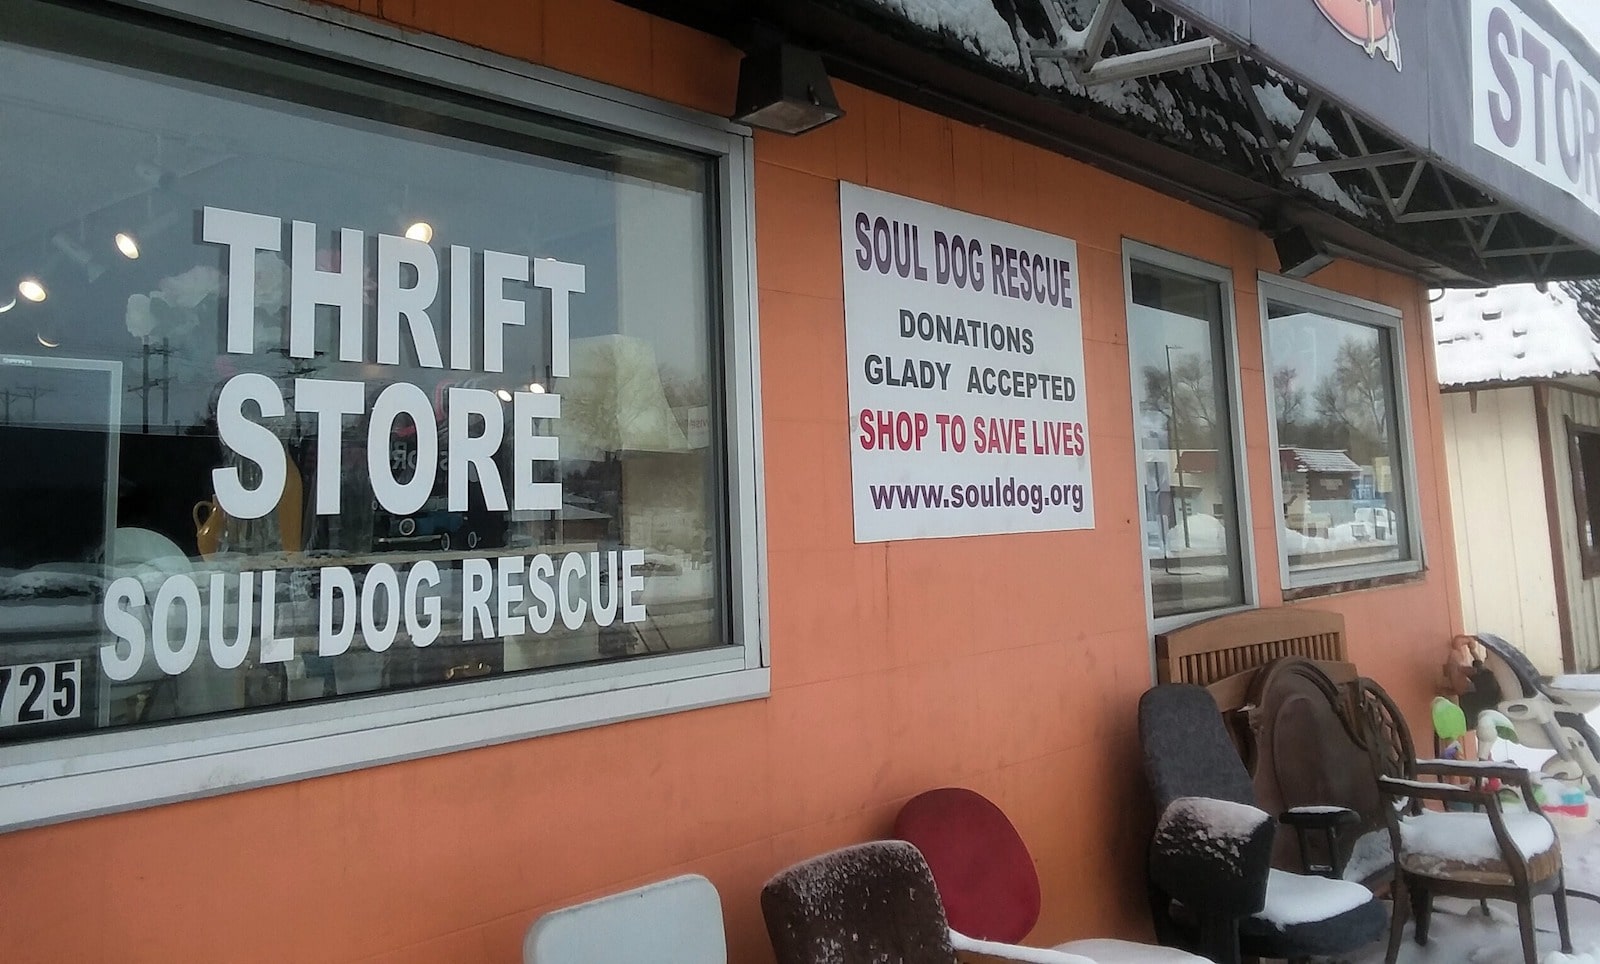 THRIFT
STORE
SOUL DOG RESCUE
725
SOUL DOG RESCUE
DONATIONS
GLADY ACCEPTED
SHOP TO SAVE LIVES
www.souldog.org
STOR